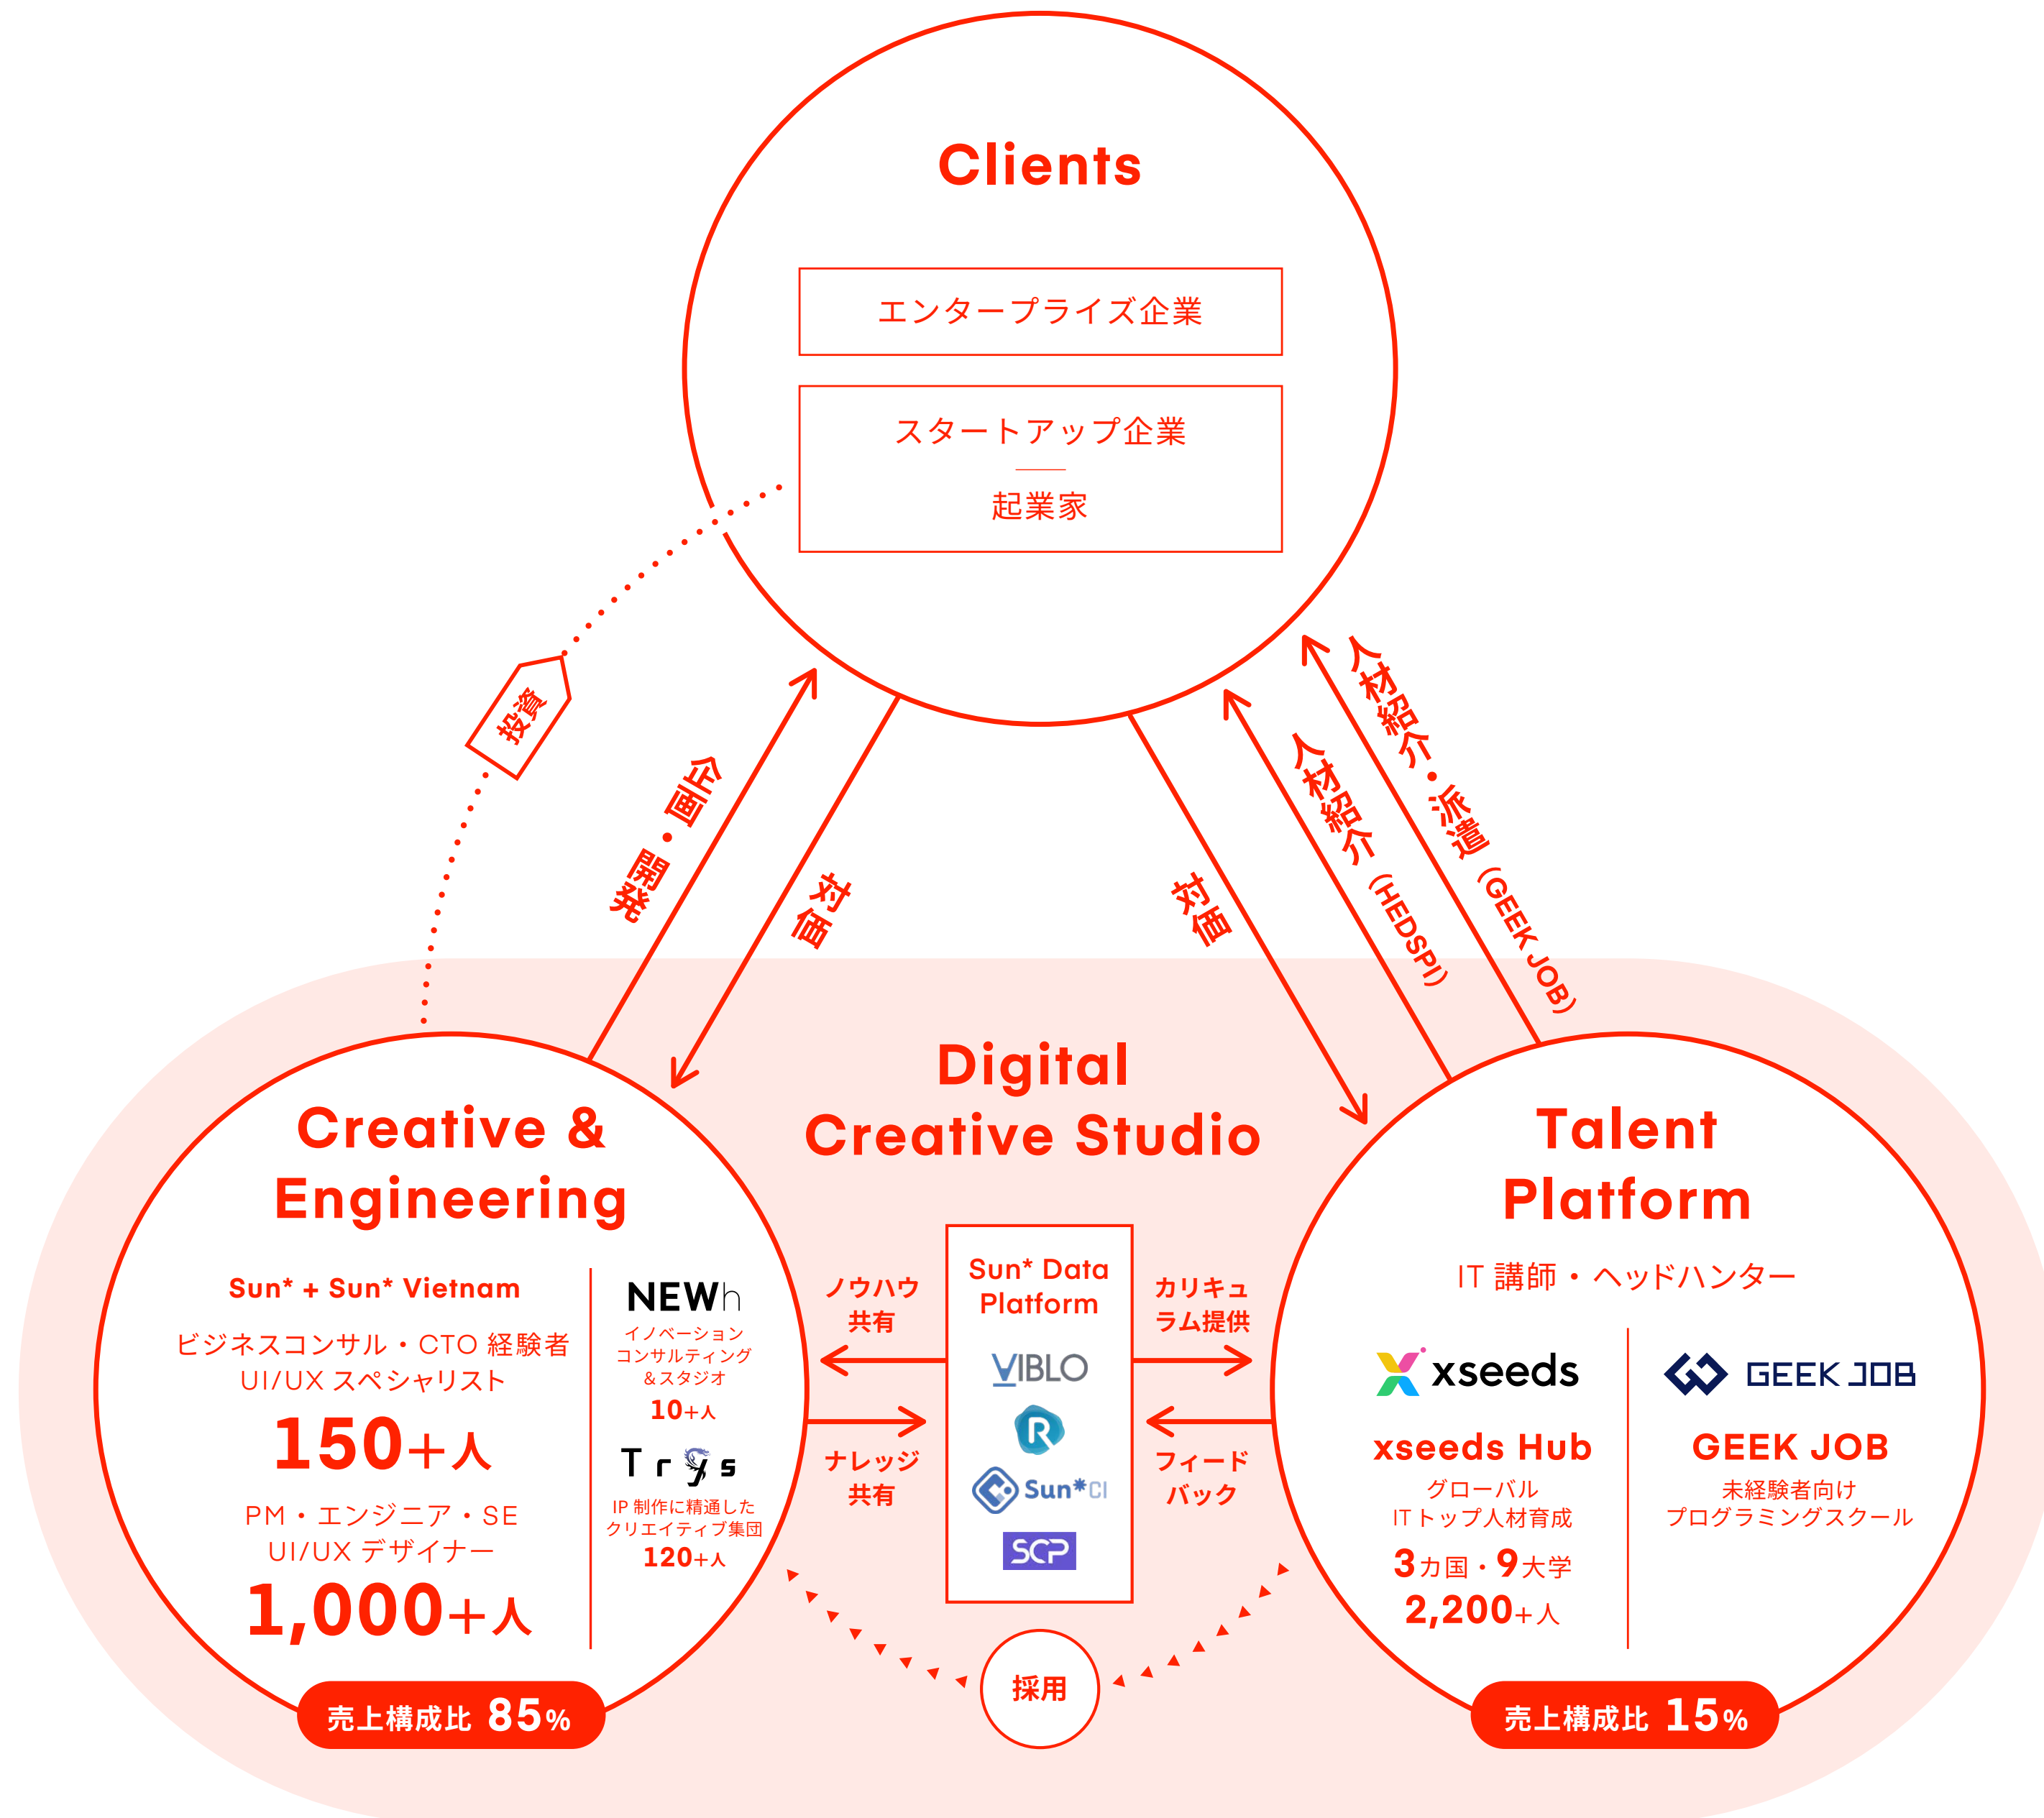 Clients
エンタープライズ企業
スタートアップ企業
起業家
投資
企画・開発
対価
対価
人材紹介（HEDSPI）
人材紹介・派遣（GEEK JOB）
Digital
Creative Studio
Creative &
Engineering
Sun* + Sun* Vietnam
ビジネスコンサル・CTO 経験者
UI/UX スペシャリスト
150+人
PM・エンジニア・SE
UI/UX デザイナー
1,000+人
NEWh
イノベーション
コンサルティング
&スタジオ
10+人
Trys
IP 制作に精通した
クリエイティブ集団
120+人
売上構成比 85%
ノウハウ
共有
ナレッジ
共有
Sun* Data
Platform
VIBLO
R
Sun*CI
SCP
カリキュ
ラム提供
フィード
バック
採用
Talent
Platform
IT 講師・ヘッドハンター
xseeds
xseeds Hub
グローバル
IT トップ人材育成
3カ国・9大学
2,200+人
GEEK JOB
GEEK JOB
未経験者向け
プログラミングスクール
売上構成比 15%